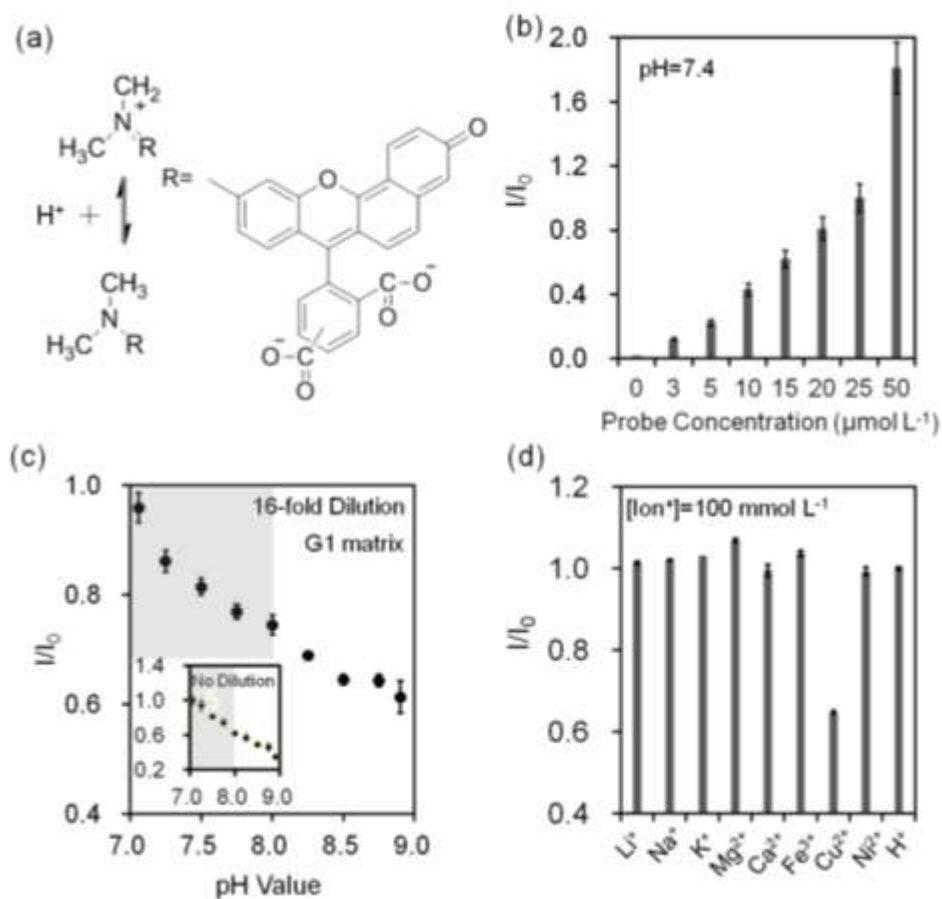 (a)
CH₂
N⁺
H₃C R
H⁺ +
CH₃
N
H₃C R
R=
O
O
C O⁻
O
O⁻ C
O
(b)
pH=7.4
I/I₀
2.0
1.6
1.2
0.8
0.4
0.0
0 3 5 10 15 20 25 50
Probe Concentration (µmol L⁻¹)
(c)
16-fold Dilution
G1 matrix
I/I₀
1.0
0.8
0.6
0.4
No Dilution
1.4
1.0
0.6
0.2
7.0 8.0 9.0
7.0 7.5 8.0 8.5 9.0
pH Value
(d)
[Ion⁺]=100 mmol L⁻¹
I/I₀
1.2
1.0
0.8
0.6
0.4
Li⁺ Na⁺ K⁺ Mg²⁺ Ca²⁺ Fe³⁺ Cu²⁺ Ni²⁺ H⁺